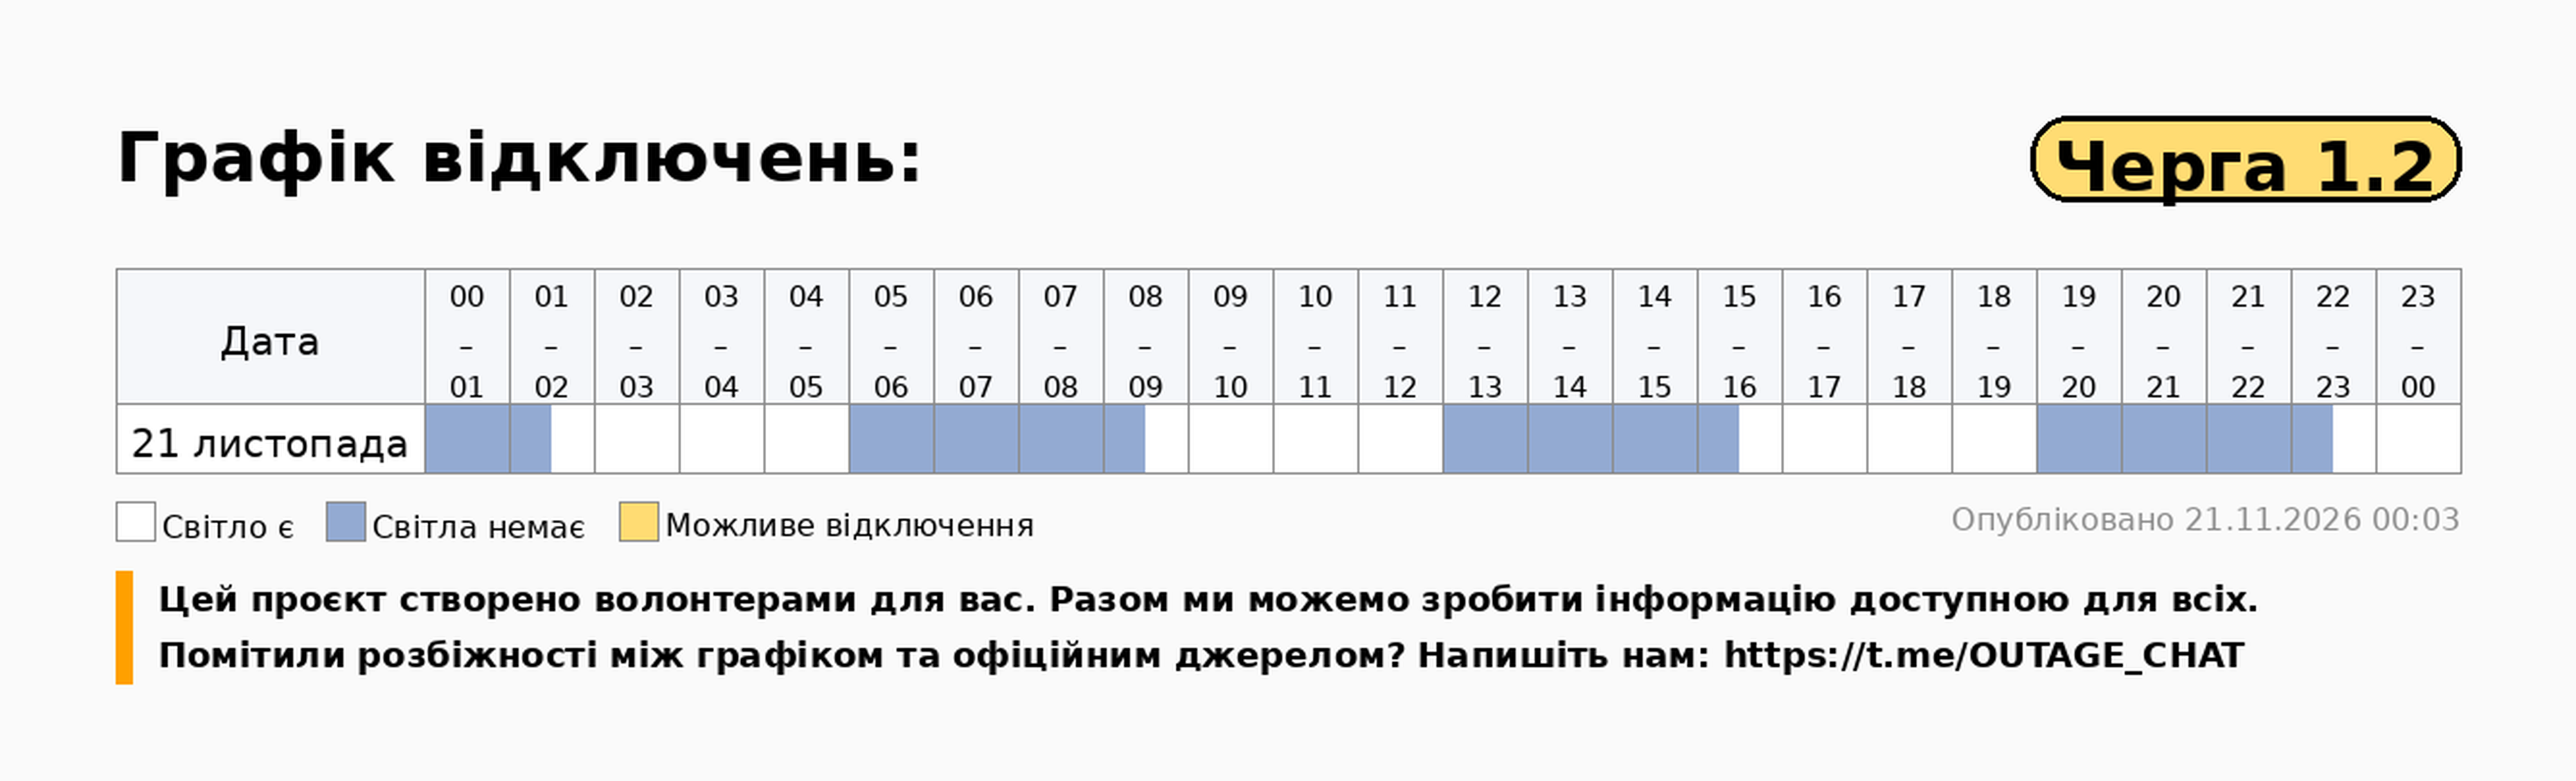 Графік відключень:
Черга 1.2
Дата
00 – 01
01 – 02
02 – 03
03 – 04
04 – 05
05 – 06
06 – 07
07 – 08
08 – 09
09 – 10
10 – 11
11 – 12
12 – 13
13 – 14
14 – 15
15 – 16
16 – 17
17 – 18
18 – 19
19 – 20
20 – 21
21 – 22
22 – 23
23 – 00
21 листопада
Світло є
Світла немає
Можливе відключення
Опубліковано 21.11.2026 00:03
Цей проєкт створено волонтерами для вас. Разом ми можемо зробити інформацію доступною для всіх.
Помітили розбіжності між графіком та офіційним джерелом? Напишіть нам: https://t.me/OUTAGE_CHAT